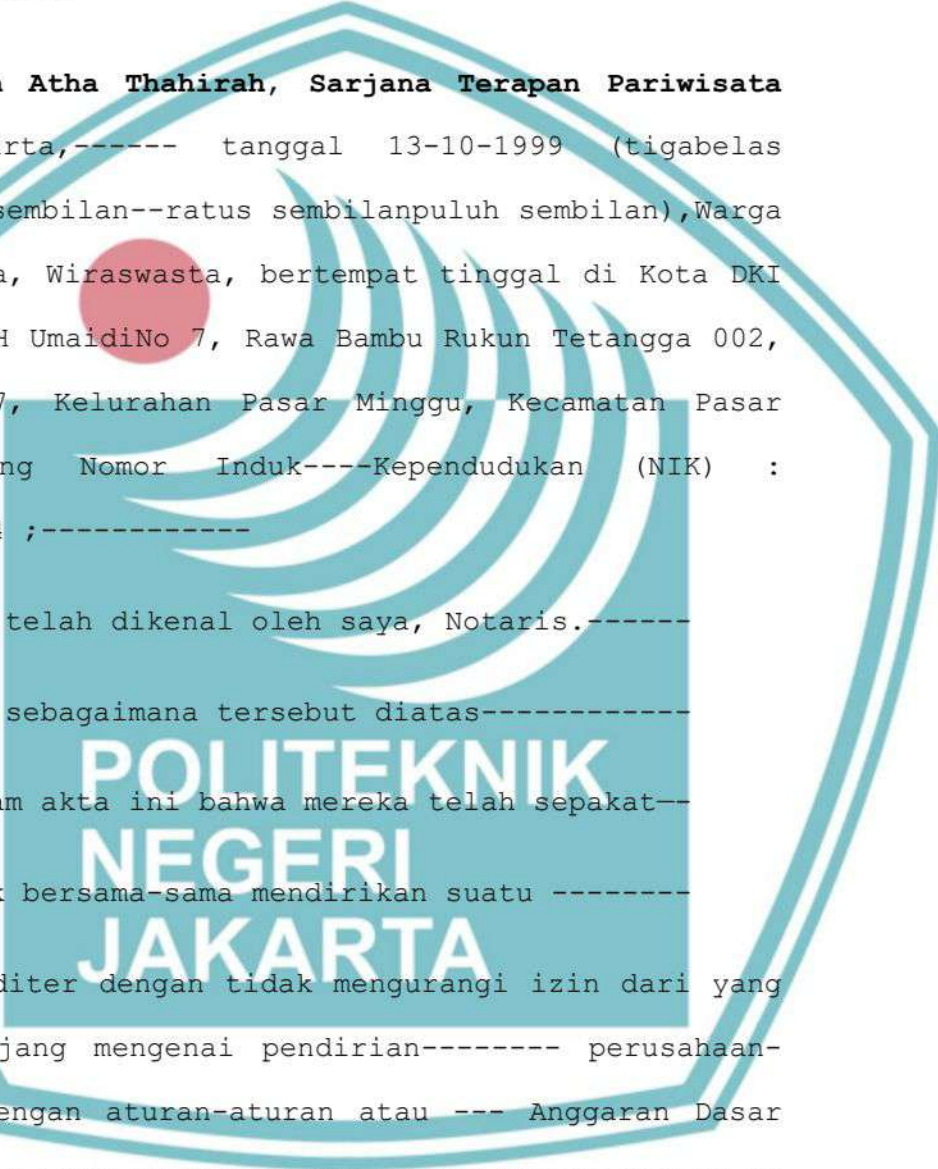 Atha Thahirah, Sarjana Terapan Pariwisata
arta,------ tanggal 13-10-1999 (tigabelas
sembilan--ratus sembilanpuluh sembilan),Warga
a, Wiraswasta, bertempat tinggal di Kota DKI
H UmaidiNo 7, Rawa Bambu Rukun Tetangga 002,
7, Kelurahan Pasar Minggu, Kecamatan Pasar
ng Nomor Induk----Kependudukan (NIK) :
;------------
telah dikenal oleh saya, Notaris.------
sebagaimana tersebut diatas------------
POLITEKNIK
am akta ini bahwa mereka telah sepakat--
NEGERI
k bersama-sama mendirikan suatu --------
JAKARTA
diter dengan tidak mengurangi izin dari yang
jang mengenai pendirian-------- perusahaan-
engan aturan-aturan atau --- Anggaran Dasar